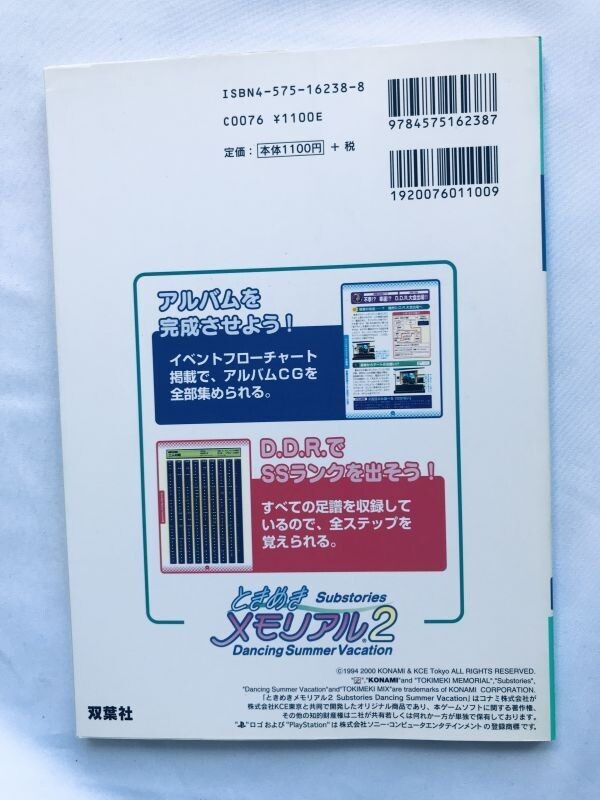 ISBN4-575-16238-8
C0076 ¥1100E
定価：本体1100円 + 税
9784575162387
1920076011009
アルバムを
完成させよう！
イベントフローチャート
掲載で、アルバムCGを
全部集められる。
D.D.R.で
SSランクを出そう！
すべての足譜を収録して
いるので、全ステップを
覚えられる。
ときめき Substories
メモリアル2
Dancing Summer Vacation
©1994 2000 KONAMI & KCE Tokyo ALL RIGHTS RESERVED.
"KONAMI"and "TOKIMEKI MEMORIAL","Substories",
"Dancing Summer Vacation"and"TOKIMEKI MIX"are trademarks of KONAMI CORPORATION.
「ときめきメモリアル2 Substories Dancing Summer Vacation」はコナミ株式会社が
株式会社KCE東京と共同で開発したオリジナル商品であり、本ゲームソフトに関する著作権、
その他の知的財産権は二社が共有若しくは何れか一方が単独で保有しております。
ロゴ および "PlayStation" は 株式会社 ソニー・コンピュータエンタテインメント の 登録商標 です。
双葉社